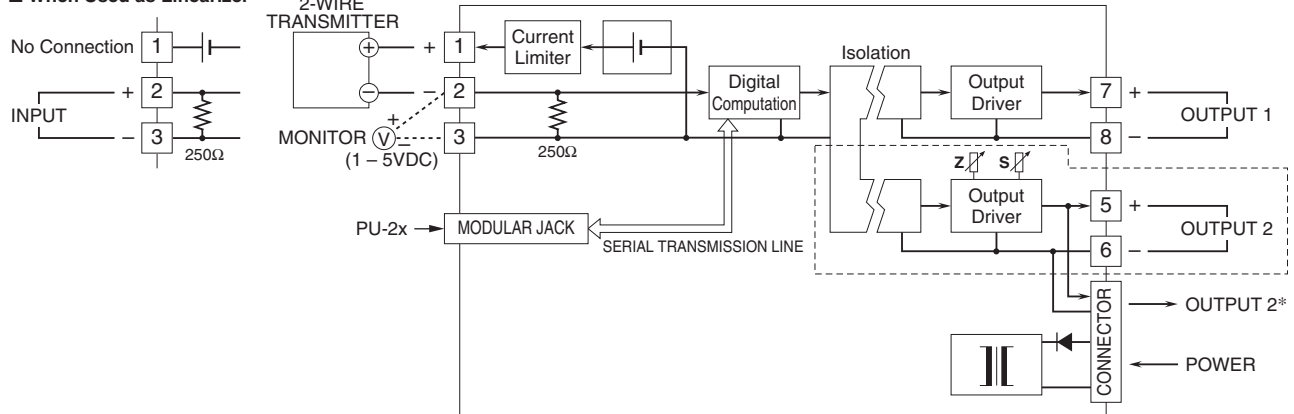 ■ When Used as Linearizer
No Connection
1
INPUT
+
2
−
3
250Ω
2-WIRE
TRANSMITTER
+
−
+
1
−
2
3
MONITOR
+
V
−
(1 – 5VDC)
Current
Limiter
250Ω
Digital
Computation
Isolation
Output
Driver
7
+
8
−
OUTPUT 1
Z
S
Output
Driver
5
+
6
−
OUTPUT 2
PU-2x
MODULAR JACK
SERIAL TRANSMISSION LINE
CONNECTOR
OUTPUT 2*
POWER